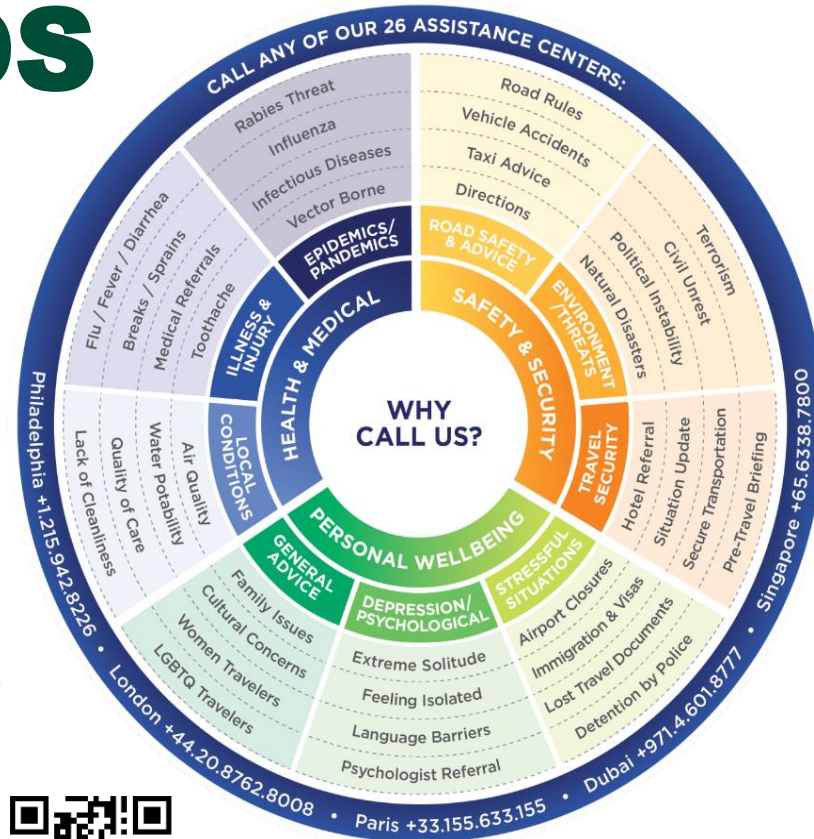 OS
CALL ANY OF OUR 26 ASSISTANCE CENTERS:
WHY
CALL US?
HEALTH & MEDICAL
EPIDEMICS/
PANDEMICS
Rabies Threat
Influenza
Infectious Diseases
Vector Borne
ILLNESS &
INJURY
Flu / Fever / Diarrhea
Breaks / Sprains
Medical Referrals
Toothache
LOCAL
CONDITIONS
Lack of Cleanliness
Quality of Care
Water Potability
Air Quality
SAFETY & SECURITY
ROAD SAFETY
& ADVICE
Road Rules
Vehicle Accidents
Taxi Advice
Directions
ENVIRONMENT
/THREATS
Terrorism
Civil Unrest
Political Instability
Natural Disasters
TRAVEL
SECURITY
Hotel Referral
Situation Update
Secure Transportation
Pre-Travel Briefing
PERSONAL WELLBEING
STRESSFUL
SITUATIONS
Airport Closures
Immigration & Visas
Lost Travel Documents
Detention by Police
DEPRESSION/
PSYCHOLOGICAL
Extreme Solitude
Feeling Isolated
Language Barriers
Psychologist Referral
GENERAL
ADVICE
Family Issues
Cultural Concerns
Women Travelers
LGBTQ Travelers
Philadelphia +1.215.942.8226 • London +44.20.8762.8008 • Paris +33.155.633.155 • Dubai +971.4.601.8777 • Singapore +65.6338.7800